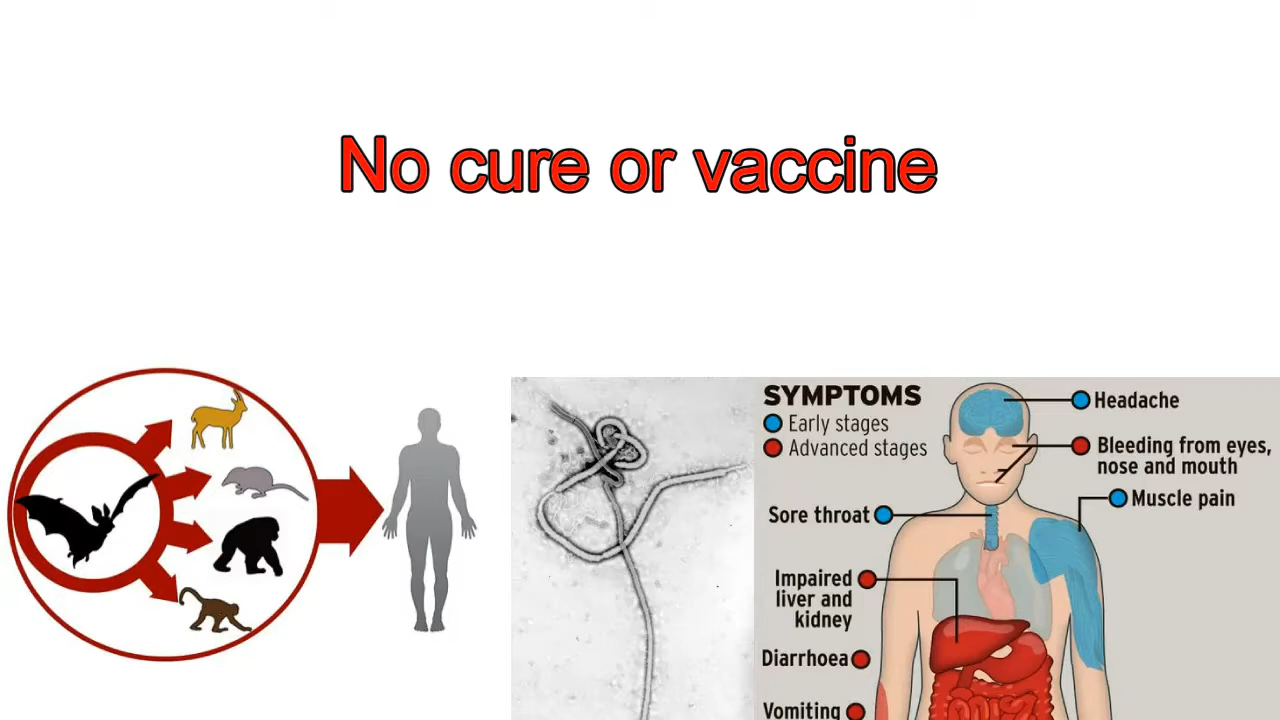 No cure or vaccine
SYMPTOMS
Early stages
Advanced stages
Headache
Bleeding from eyes,
nose and mouth
Muscle pain
Sore throat
Impaired
liver and
kidney
Diarrhoea
Vomiting